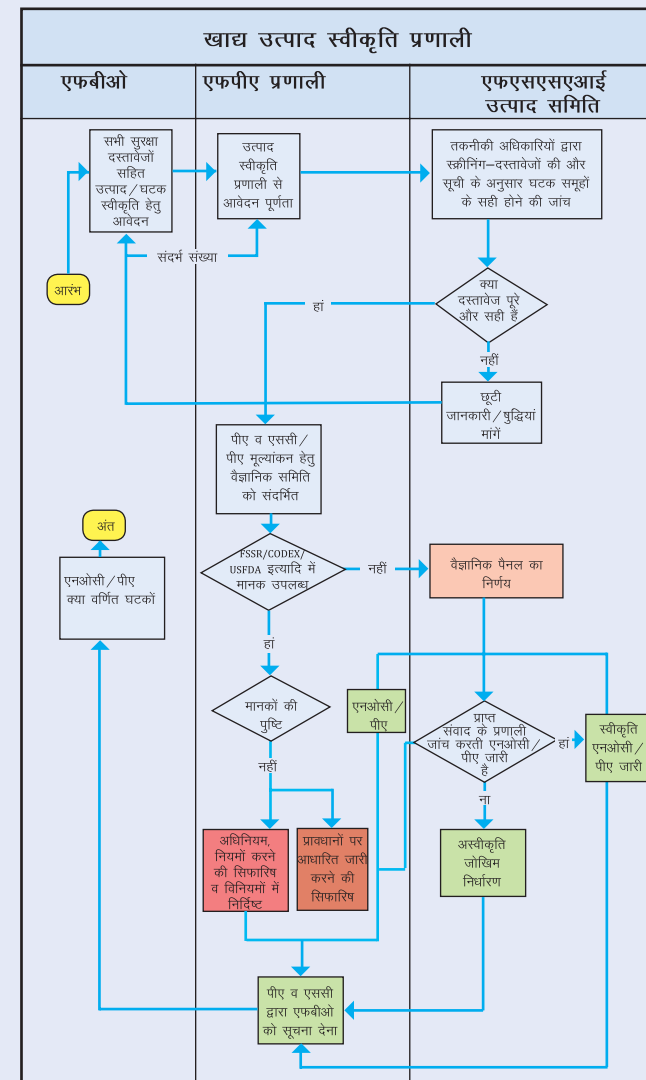 खाद्य उत्पाद स्वीकृति प्रणाली
एफबीओ
एफपीए प्रणाली
एफएसएसएआई
उत्पाद समिति
सभी सुरक्षा
दस्तावेजों
सहित
उत्पाद/घटक
स्वीकृति हेतु
आवेदन
उत्पाद
स्वीकृति
प्रणाली से
आवेदन पूर्णता
तकनीकी अधिकारियों द्वारा
स्क्रीनिंग–दस्तावेजों की और
सूची के अनुसार घटक समूहों
के सही होने की जांच
संदर्भ संख्या
आरंभ
क्या
दस्तावेज पूरे
और सही हैं
हां
नहीं
छूटी
जानकारी/षुद्धियां
मांगें
पीए व एससी/
पीए मूल्यांकन हेतु
वैज्ञानिक समिति
को संदर्भित
अंत
एनओसी/पीए
क्या वर्णित घटकों
FSSR/CODEX/
USFDA इत्यादि में
मानक उपलब्ध
नहीं
वैज्ञानिक पैनल का
निर्णय
हां
मानकों की
पुष्टि
एनओसी/
पीए
प्राप्त
संवाद के प्रणाली
जांच करती एनओसी/
पीए जारी
है
हां
स्वीकृति
एनओसी/
पीए जारी
नहीं
ना
अधिनियम,
नियमों करने
की सिफारिष
व विनियमों में
निर्दिष्ट
प्रावधानों पर
आधारित जारी
करने की
सिफारिष
अस्वीकृति
जोखिम
निर्धारण
पीए व एससी
द्वारा एफबीओ
को सूचना देना